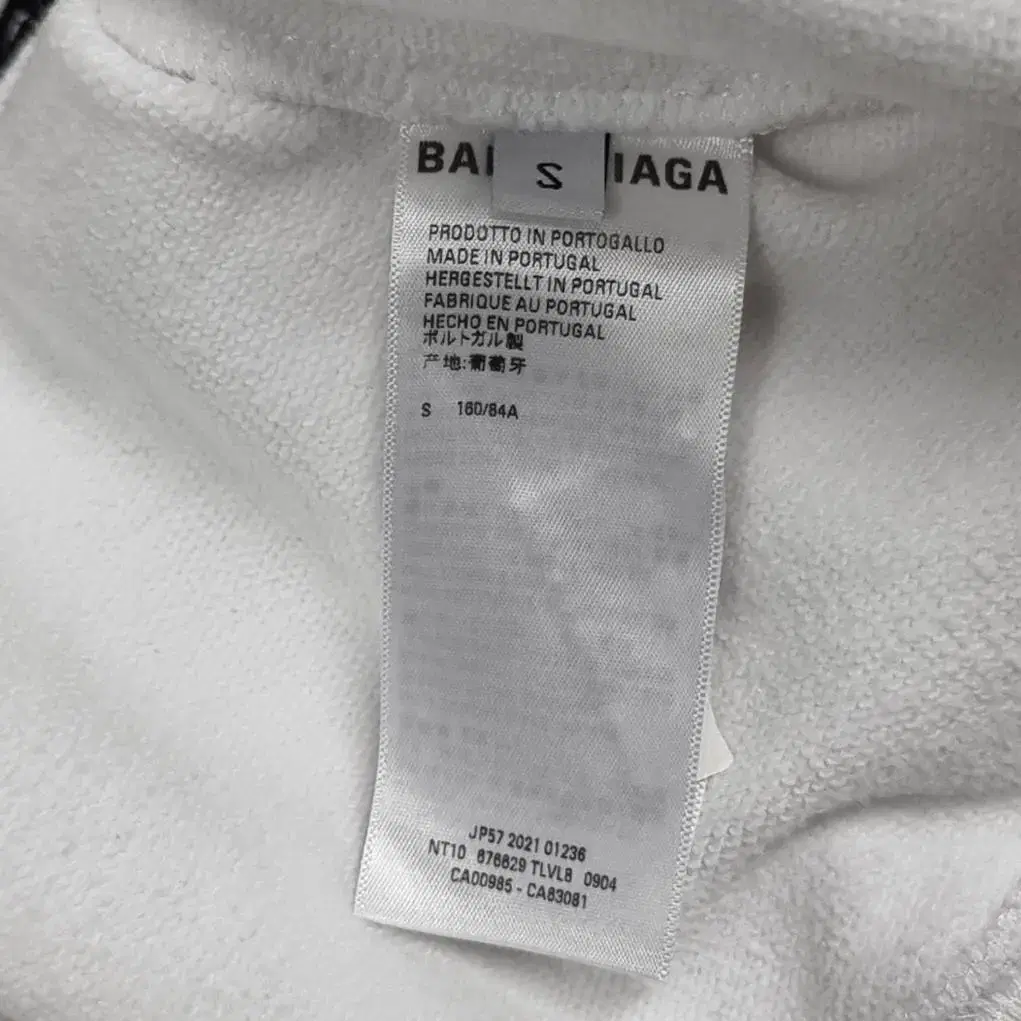 BAL S IAGA
PRODOTTO IN PORTOGALLO
MADE IN PORTUGAL
HERGESTELLT IN PORTUGAL
FABRIQUE AU PORTUGAL
HECHO EN PORTUGAL
ポルトガル製
产地:葡萄牙
S 160/84A
JP57 2021 01236
NT10 676629 TLVL8 0904
CA00985 - CA83081